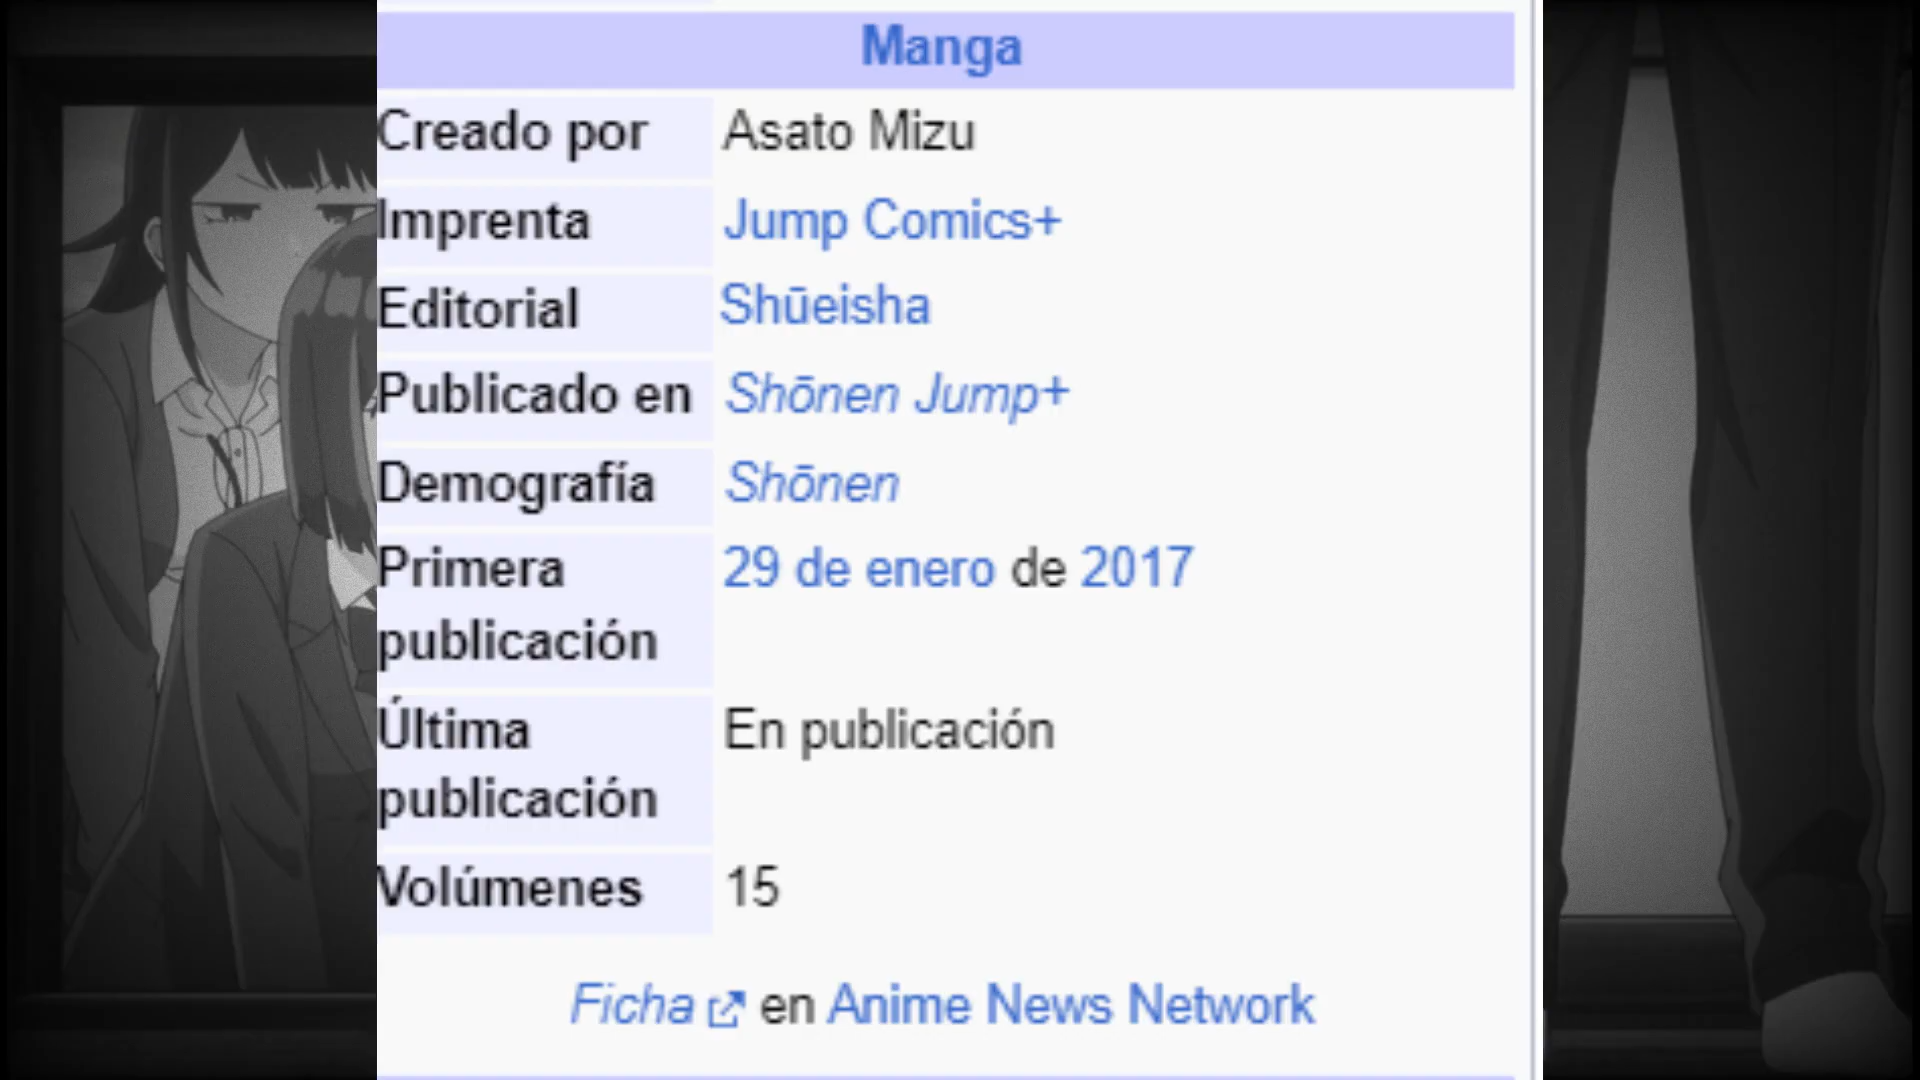 Manga
Creado por Asato Mizu
Imprenta Jump Comics+
Editorial Shūeisha
Publicado en Shōnen Jump+
Demografía Shōnen
Primera 29 de enero de 2017
publicación
Última En publicación
publicación
Volúmenes 15
Ficha en Anime News Network